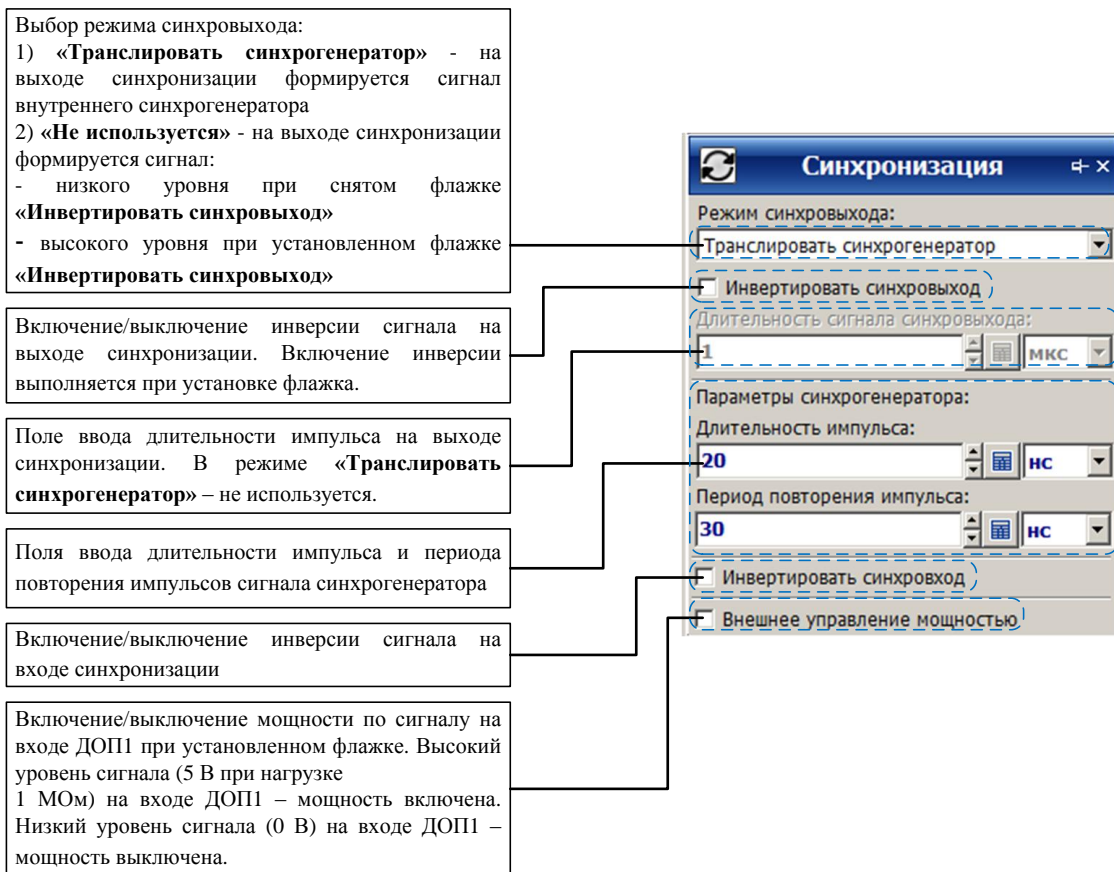 Выбор режима синхровыхода:
1) «Транслировать синхрогенератор» - на
выходе синхронизации формируется сигнал
внутреннего синхрогенератора
2) «Не используется» - на выходе синхронизации
формируется сигнал:
- низкого уровня при снятом флажке
«Инвертировать синхровыход»
- высокого уровня при установленном флажке
«Инвертировать синхровыход»
Включение/выключение инверсии сигнала на
выходе синхронизации. Включение инверсии
выполняется при установке флажка.
Поле ввода длительности импульса на выходе
синхронизации. В режиме «Транслировать
синхрогенератор» – не используется.
Поля ввода длительности импульса и периода
повторения импульсов сигнала синхрогенератора
Включение/выключение инверсии сигнала на
входе синхронизации
Включение/выключение мощности по сигналу на
входе ДОП1 при установленном флажке. Высокий
уровень сигнала (5 В при нагрузке
1 МОм) на входе ДОП1 – мощность включена.
Низкий уровень сигнала (0 В) на входе ДОП1 –
мощность выключена.
Синхронизация
Режим синхровыхода:
Транслировать синхрогенератор
Инвертировать синхровыход
Длительность сигнала синхровыхода:
1 мкс
Параметры синхрогенератора:
Длительность импульса:
20 нс
Период повторения импульса:
30 нс
Инвертировать синхровход
Внешнее управление мощностью